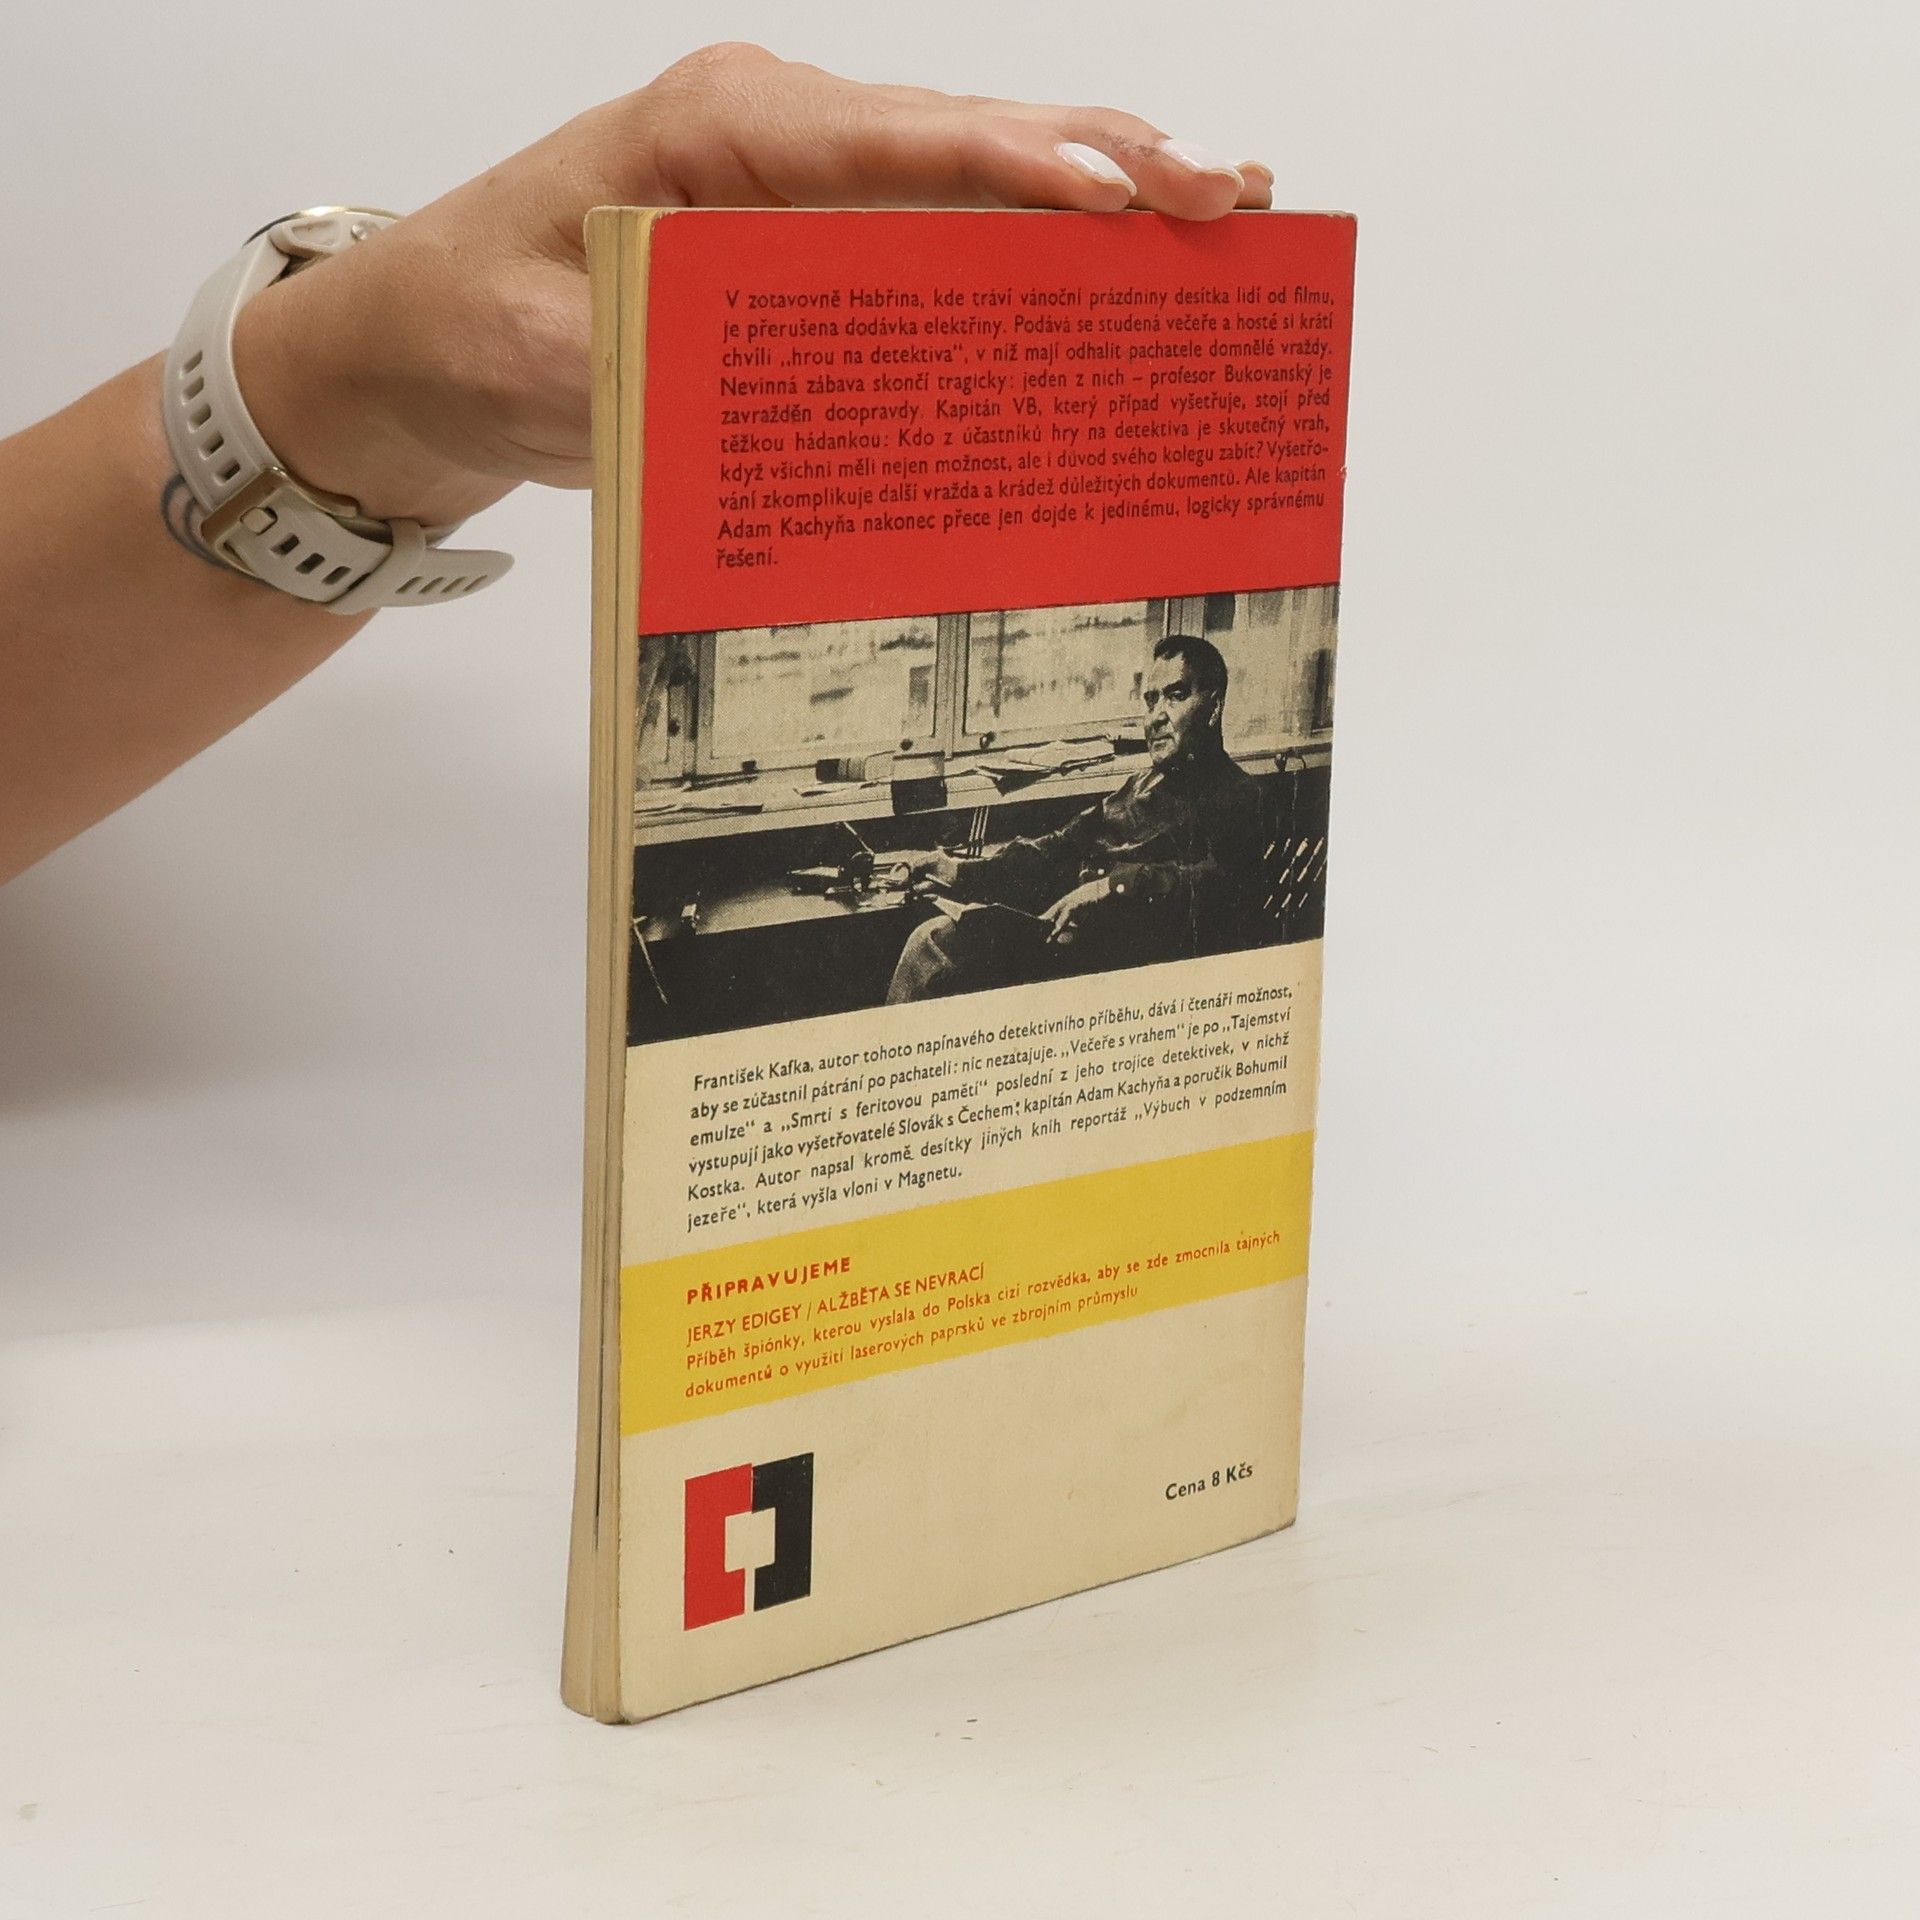 V zotavovně Habřina, kde tráví vánoční prázdniny desítka lidí od filmu,
je přerušena dodávka elektřiny. Podává se studená večeře a hosté si krátí
chvíli „hrou na detektiva“, v níž mají odhalit pachatele domnělé vraždy.
Nevinná zábava skončí tragicky: jeden z nich – profesor Bukovanský je
zavražděn doopravdy. Kapitán VB, který případ vyšetřuje, stojí před
těžkou hádankou: Kdo z účastníků hry na detektiva je skutečný vrah,
když všichni měli nejen možnost, ale i důvod svého kolegu zabít? Vyšetřo-
vání zkomplikuje další vražda a krádež důležitých dokumentů. Ale kapitán
Adam Kachyňa nakonec přece jen dojde k jedinému, logicky správnému
řešení.
František Kafka, autor tohoto napínavého detektivního příběhu, dává i čtenáři možnost,
aby se zúčastnil pátrání po pachateli: nic nezatajuje. „Večeře s vrahem“ je po „Tajemství
emulze“ a „Smrti s feritovou pamětí“ poslední z jeho trojice detektivek, v nichž
vystupují jako vyšetřovatelé Slovák s Čechem: kapitán Adam Kachyňa a poručík Bohumil
Kostka. Autor napsal kromě desítky jiných knih reportáž „Výbuch v podzemním
jezeře“, která vyšla vloni v Magnetu.
PŘIPRAVUJEME
JERZY EDIGEY / ALŽBĚTA SE NEVRACÍ
Příběh špiónky, kterou vyslala do Polska cizí rozvědka, aby se zde zmocnila tajných
dokumentů o využití laserových paprsků ve zbrojním průmyslu
Cena 8 Kčs